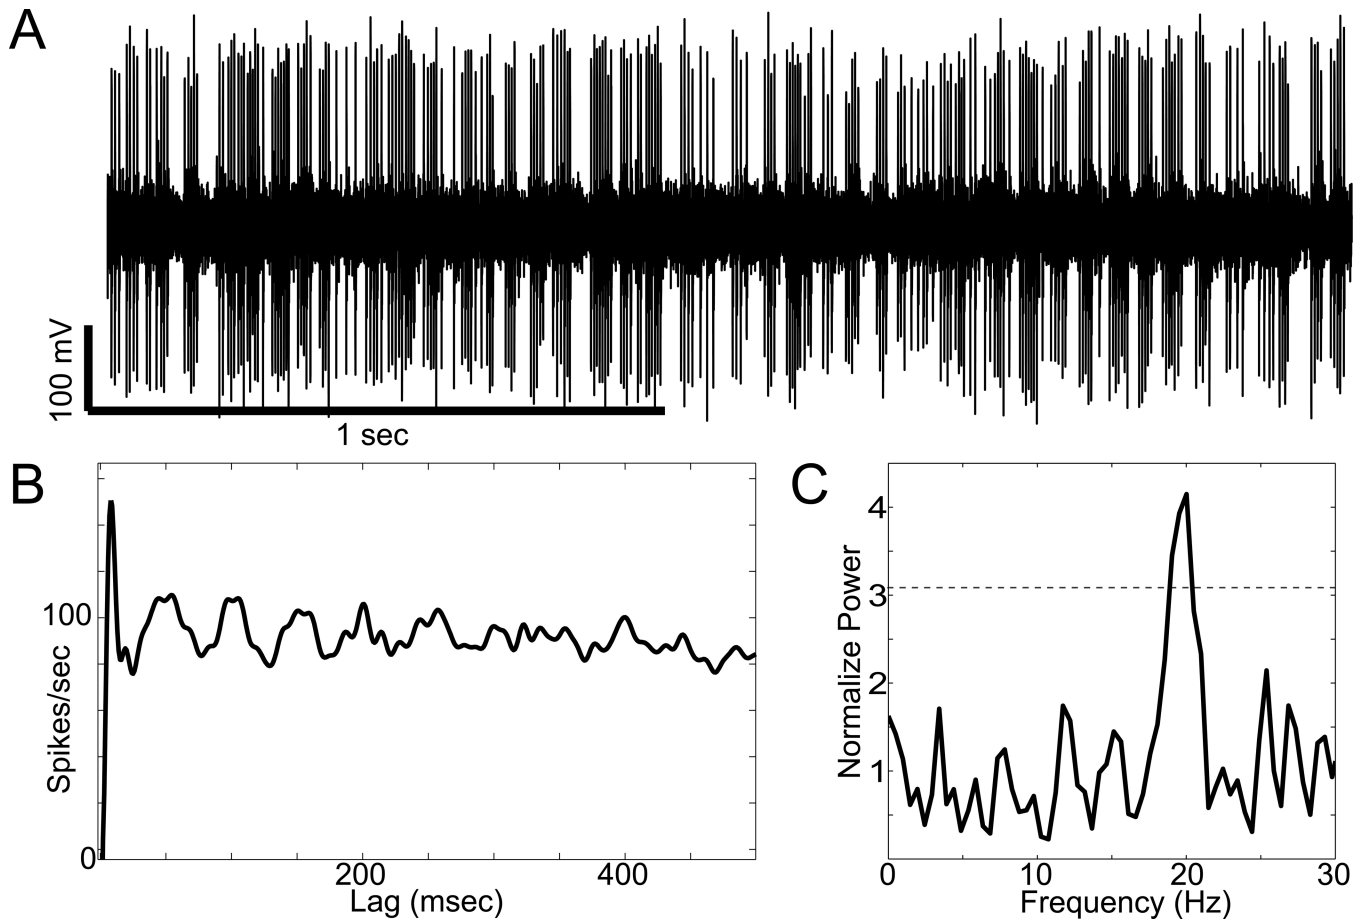 A
100 mV
1 sec
B
Spikes/sec
100
0
200
400
Lag (msec)
C
Normalize Power
4
3
2
1
0
10
20
30
Frequency (Hz)